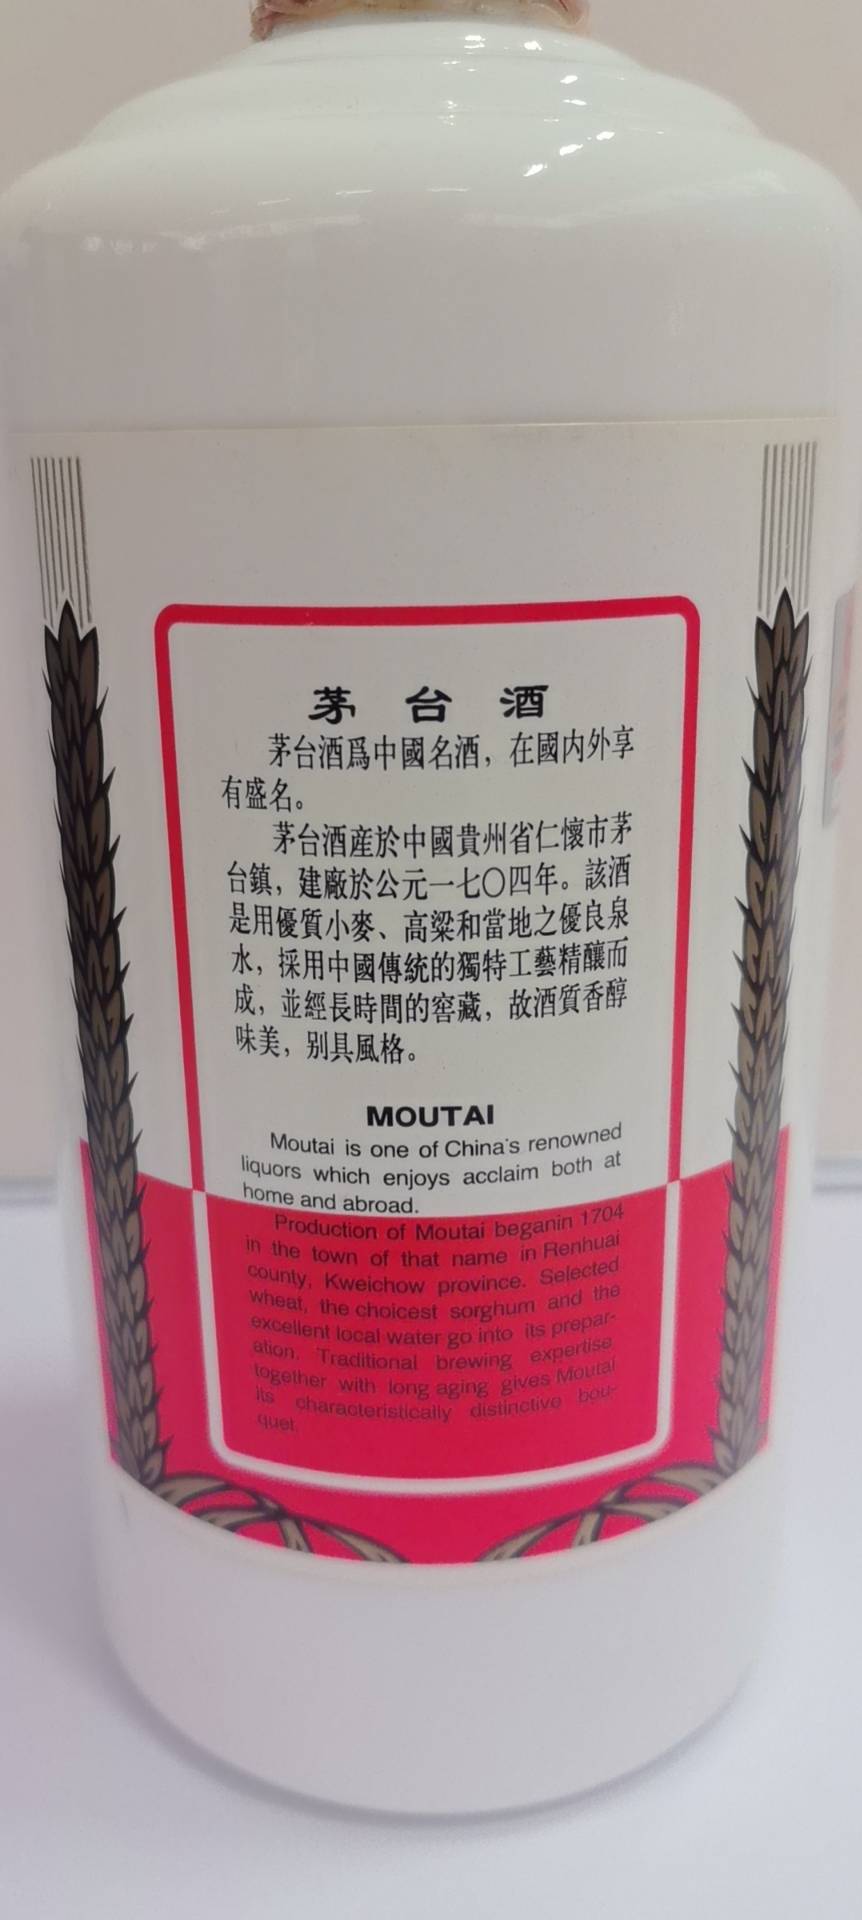 茅台酒
茅台酒爲中國名酒，在國内外享
有盛名。
茅台酒産於中國貴州省仁懷市茅
台鎮，建廠於公元一七〇四年。該酒
是用優質小麥、高粱和當地之優良泉
水，採用中國傳統的獨特工藝精釀而
成，並經長時間的窖藏，故酒質香醇
味美，别具風格。
MOUTAI
Moutai is one of China's renowned
liquors which enjoys acclaim both at
home and abroad.
Production of Moutai beganin 1704
in the town of that name in Renhuai
county, Kweichow province. Selected
wheat, the choicest sorghum and the
excellent local water go into its prepar-
ation. Traditional brewing expertise
together with long aging gives Moutai
its characteristically distinctive bou-
quet.